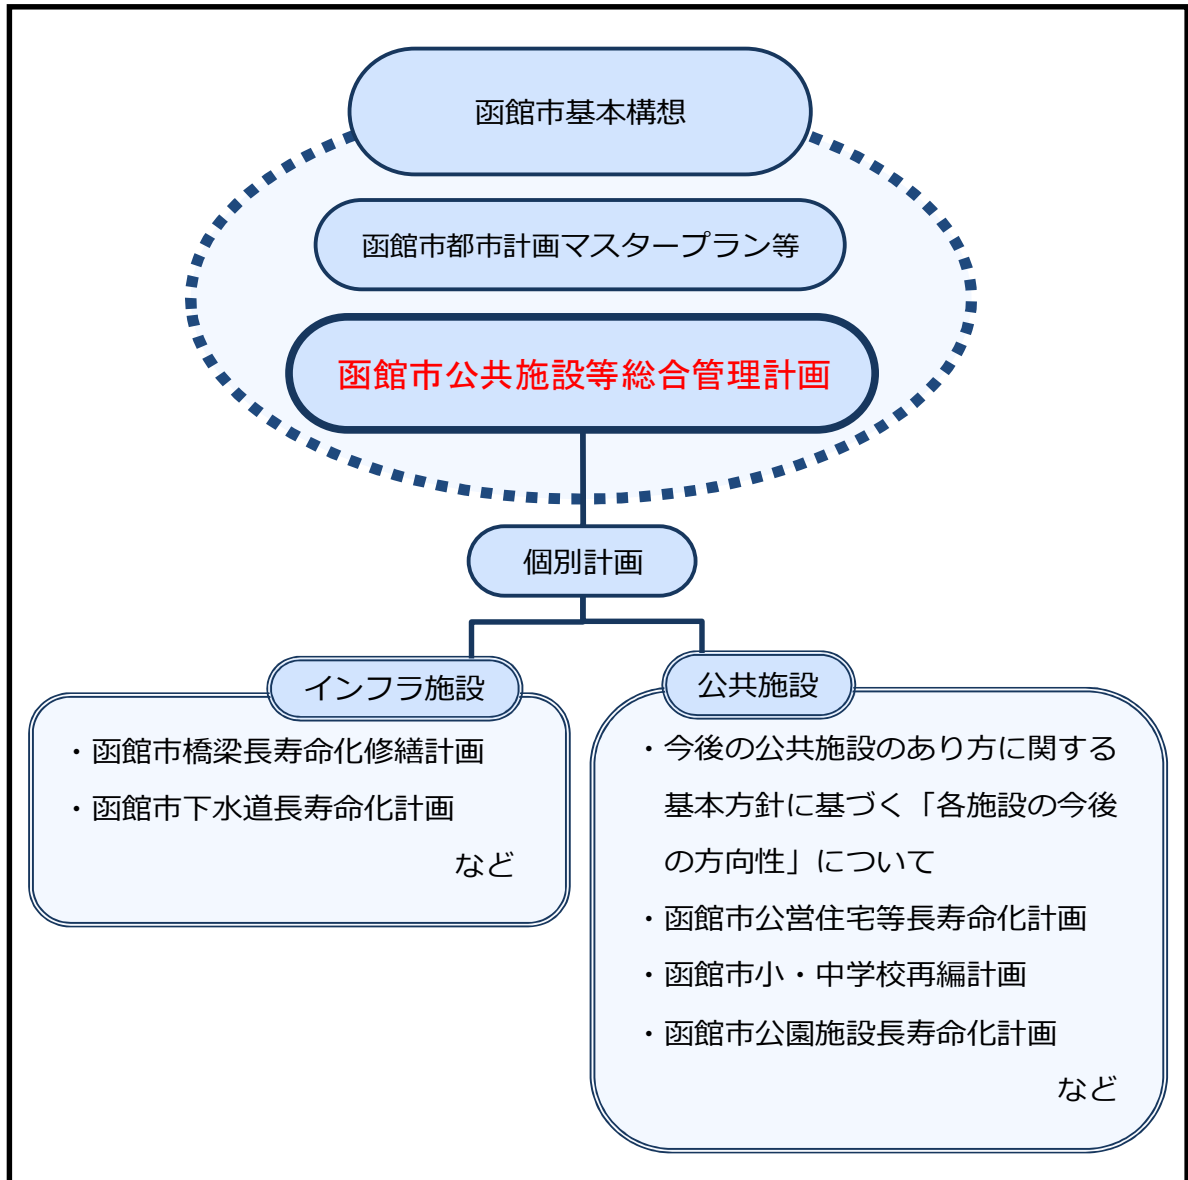 函館市基本構想
函館市都市計画マスタープラン等
函館市公共施設等総合管理計画
個別計画
インフラ施設
・函館市橋梁長寿命化修繕計画
・函館市下水道長寿命化計画
など
公共施設
・今後の公共施設のあり方に関する
基本方針に基づく「各施設の今後
の方向性」について
・函館市公営住宅等長寿命化計画
・函館市小・中学校再編計画
・函館市公園施設長寿命化計画
など